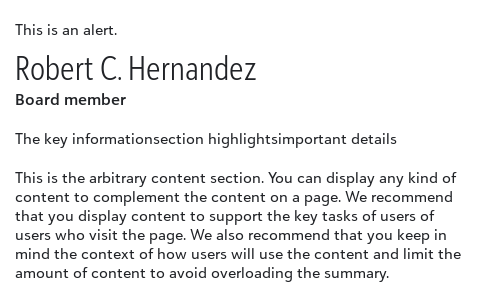 This is an alert.
Robert C. Hernandez
Board member
The key informationsection highlightsimportant details
This is the arbitrary content section. You can display any kind of
content to complement the content on a page. We recommend
that you display content to support the key tasks of users of
users who visit the page. We also recommend that you keep in
mind the context of how users will use the content and limit the
amount of content to avoid overloading the summary.